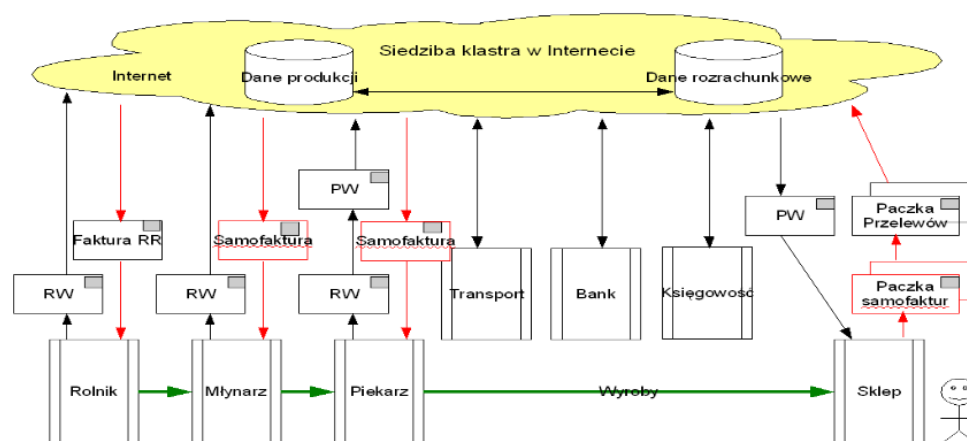 Siedziba klastra w Internecie
Internet
Dane produkcji
Dane rozrachunkowe
PW
PW
Paczka
Przelewów
Faktura RR
Samofaktura
Samofaktura
RW
RW
RW
Transport
Bank
Księgowość
Paczka
samofaktur
Rolnik
Młynarz
Piekarz
Wyroby
Sklep